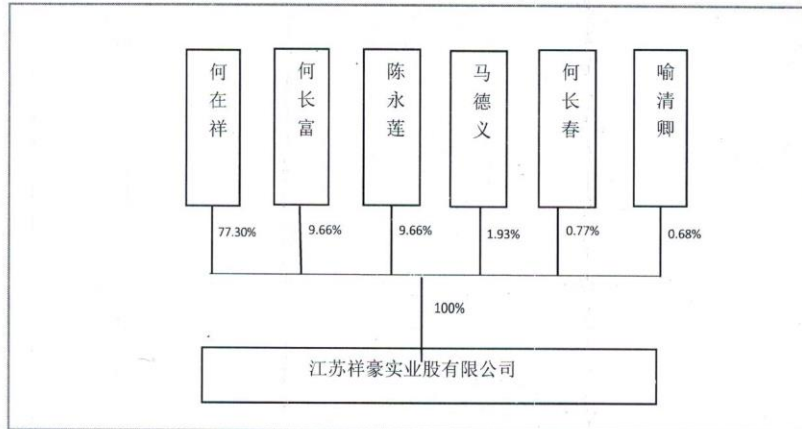 何在祥
何长富
陈永莲
马德义
何长春
喻清卿
77.30%
9.66%
9.66%
1.93%
0.77%
0.68%
100%
江苏祥豪实业股有限公司